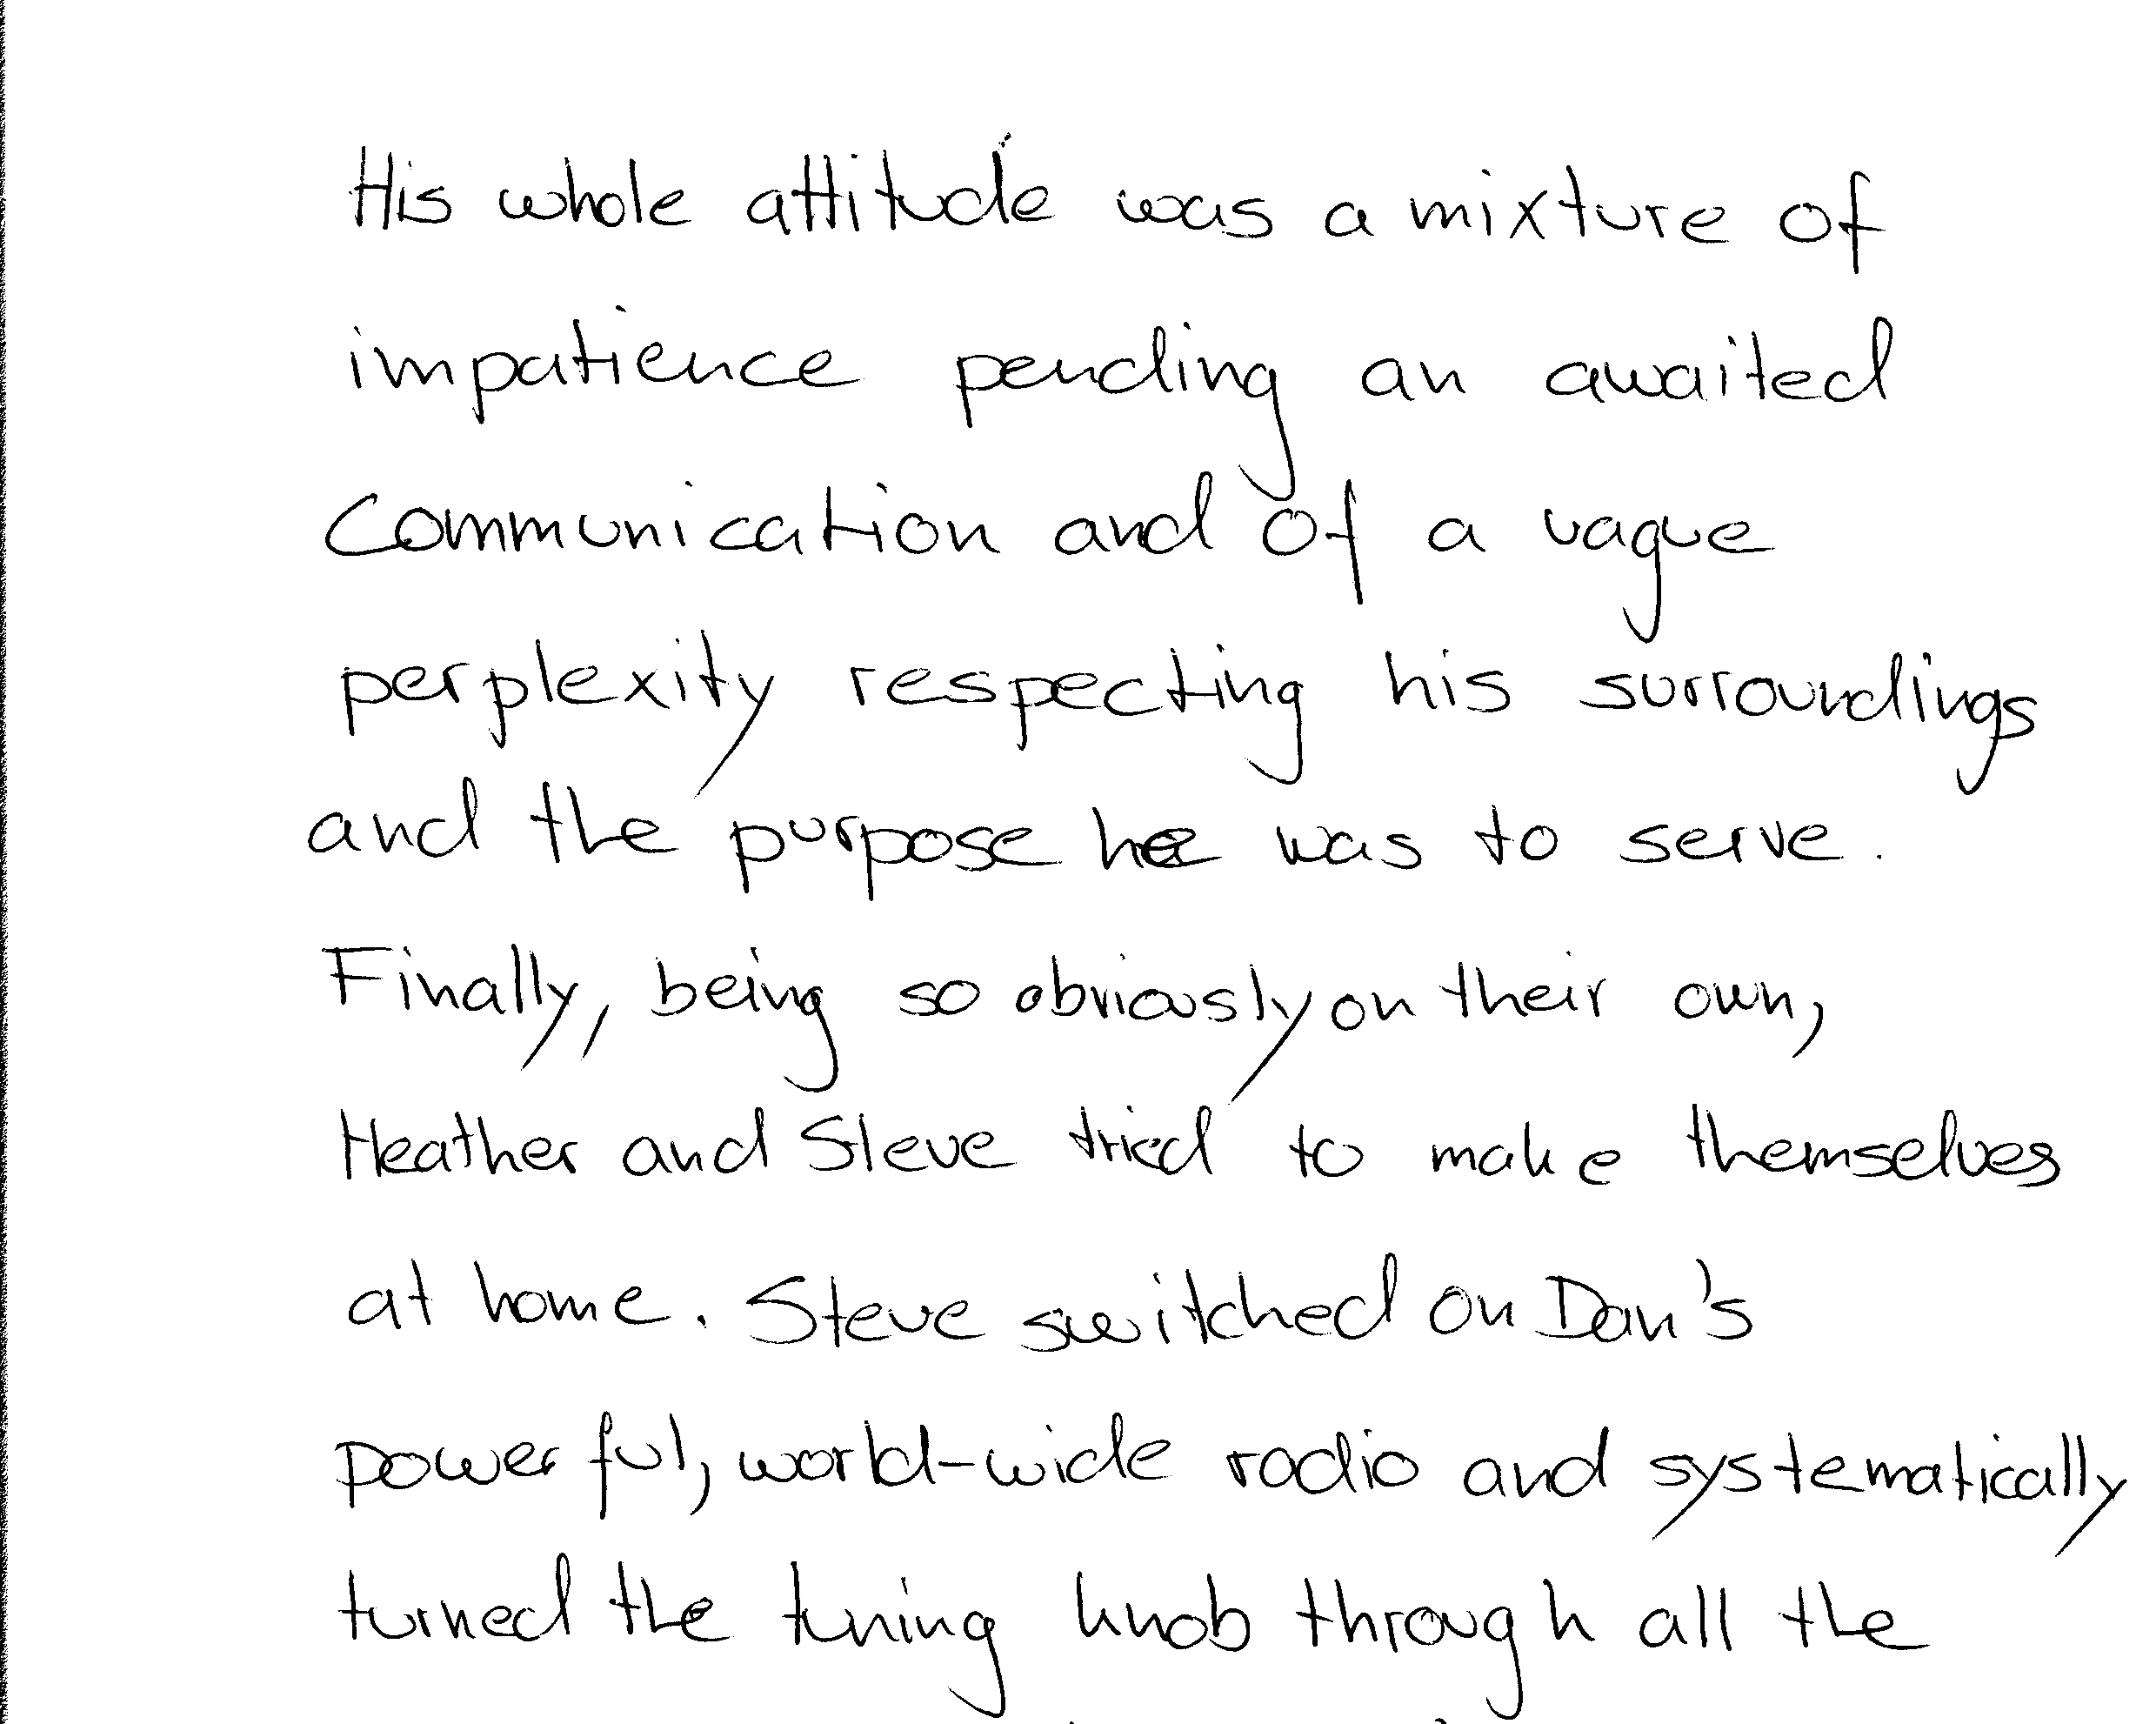 His whole attitude was a mixture of
impatience pending an awaited
communication and of a vague
perplexity respecting his surroundings
and the purpose he was to serve.
Finally, being so obviously on their own,
Heather and Steve tried to make themselves
at home. Steve switched on Dan's
powerful, world-wide radio and systematically
turned the tuning knob through all the